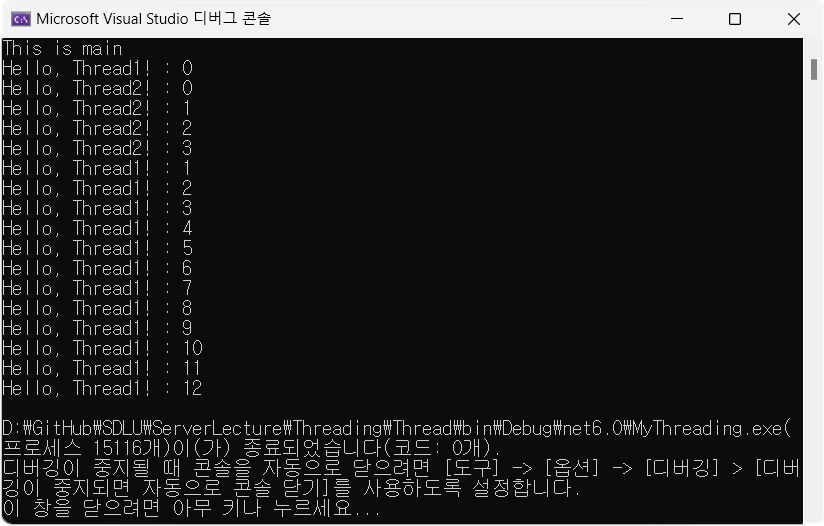 Microsoft Visual Studio 디버그 콘솔
This is main
Hello, Thread1! : 0
Hello, Thread2! : 0
Hello, Thread2! : 1
Hello, Thread2! : 2
Hello, Thread2! : 3
Hello, Thread1! : 1
Hello, Thread1! : 2
Hello, Thread1! : 3
Hello, Thread1! : 4
Hello, Thread1! : 5
Hello, Thread1! : 6
Hello, Thread1! : 7
Hello, Thread1! : 8
Hello, Thread1! : 9
Hello, Thread1! : 10
Hello, Thread1! : 11
Hello, Thread1! : 12
D:₩GitHub₩SDLU₩ServerLecture₩Threading₩Thread₩bin₩Debug₩net6.0₩MyThreading.exe(
프로세스 15116개)이(가) 종료되었습니다(코드: 0개).
디버깅이 중지될 때 콘솔을 자동으로 닫으려면 [도구] -> [옵션] -> [디버깅] > [디버
깅이 중지되면 자동으로 콘솔 닫기]를 사용하도록 설정합니다.
이 창을 닫으려면 아무 키나 누르세요...